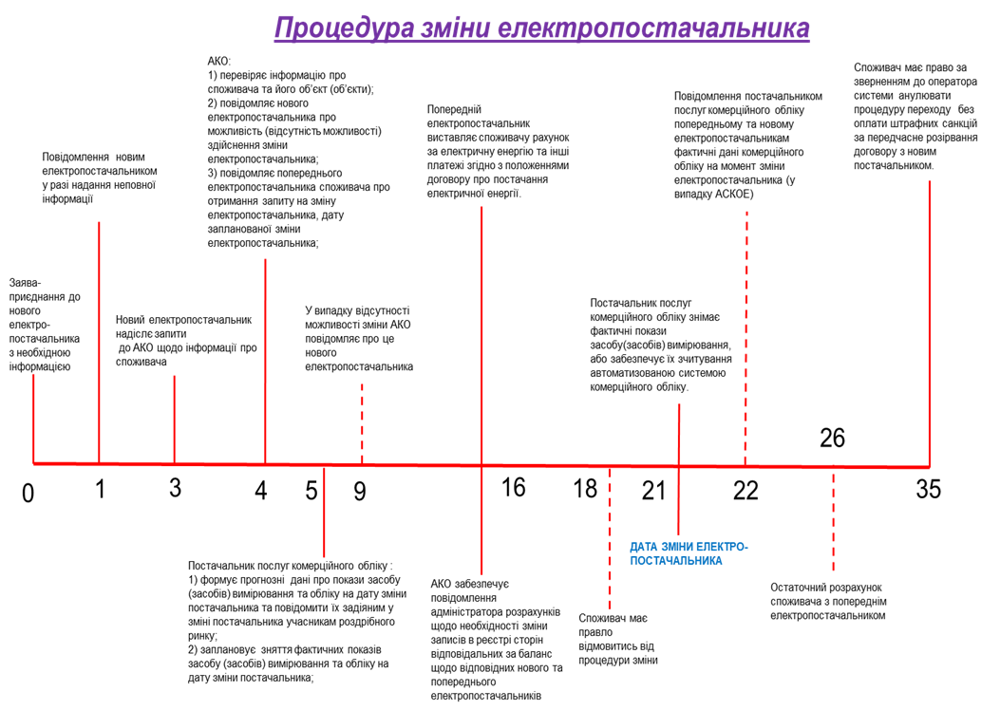 Процедура зміни електропостачальника
АКО:
1) перевіряє інформацію про
споживача та його об’єкт (об’єкти);
2) повідомляє нового
електропостачальника про
можливість (відсутність можливості)
здійснення зміни
електропостачальника;
3) повідомляє попереднього
електропостачальника споживача про
отримання запиту на зміну
електропостачальника, дату
запланованої зміни
електропостачальника;
Споживач має право за
зверненням до оператора
системи анулювати
процедуру переходу без
оплати штрафних санкцій
за передчасне розірвання
договору з новим
постачальником.
Повідомлення постачальником
послуг комерційного обліку
попередньому та новому
електропостачальникам
фактичні дані комерційного
обліку на момент зміни
електропостачальника (у
випадку АСКОЕ)
Попередній
електропостачальник
виставляє споживачу рахунок
за електричну енергію та інші
платежі згідно з положеннями
договору про постачання
електричної енергії.
Повідомлення новим
електропостачальником
у разі надання неповної
інформації
Заява-
приєднання до
нового
електро-
постачальника
з необхідною
інформацією
Новий електропостачальник
надіслє запити
до АКО щодо інформації про
споживача
У випадку відсутності
можливості зміни АКО
повідомляє про це
нового
електропостачальника
Постачальник послуг
комерційного обліку знімає
фактичні покази
засобу(засобів) вимірювання,
або забезпечує їх зчитування
автоматизованою системою
комерційного обліку.
26
0
1
3
4
5
9
16
18
21
22
35
ДАТА ЗМІНИ ЕЛЕКТРО-
ПОСТАЧАЛЬНИКА
Постачальник послуг комерційного обліку :
1) формує прогнозні дані про покази засобу
(засобів) вимірювання та обліку на дату зміни
постачальника та повідомити їх задіяним у
зміні постачальника учасникам роздрібного
ринку;
2) заплановує зняття фактичних показів
засобу (засобів) вимірювання та обліку на
дату зміни постачальника;
АКО забезпечує
повідомлення
адміністратора розрахунків
щодо необхідності зміни
записів в реєстрі сторін
відповідальних за баланс
щодо відповідних нового та
попереднього
електропостачальників
Споживач має
правло
відмовитись від
процедури зміни
Остаточний розрахунок
споживача з попереднім
електропостачальником